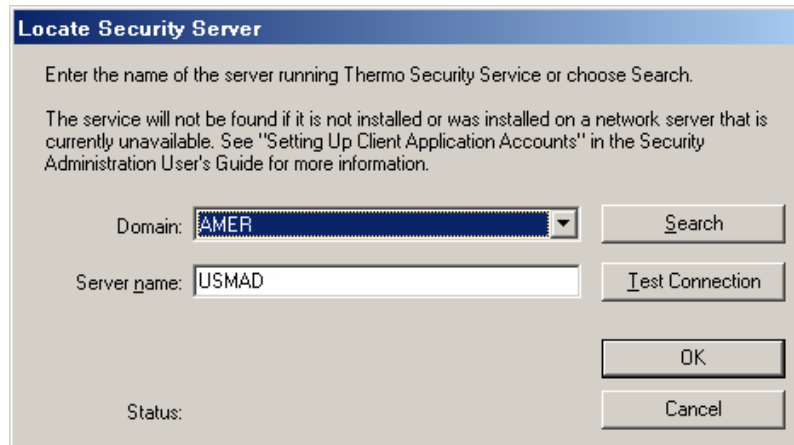 Locate Security Server
Enter the name of the server running Thermo Security Service or choose Search.
The service will not be found if it is not installed or was installed on a network server that is
currently unavailable. See "Setting Up Client Application Accounts" in the Security
Administration User's Guide for more information.
Domain: AMER Search
Server name: USMAD Test Connection
OK
Status: Cancel